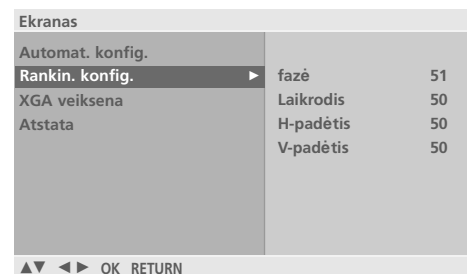 Ekranas
Automat. konfig.
Rankin. konfig. ►
XGA veiksena
Atstata
fazė 51
Laikrodis 50
H-padėtis 50
V-padėtis 50
▲▼ ◄► OK RETURN